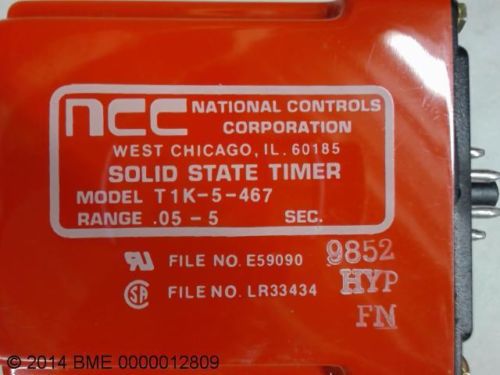 ncc NATIONAL CONTROLS
CORPORATION
WEST CHICAGO, IL. 60185
SOLID STATE TIMER
MODEL T1K-5-467
RANGE .05-5 SEC.
FILE NO. E59090 9852
FILE NO. LR33434 HYP
FN
© 2014 BME 0000012809